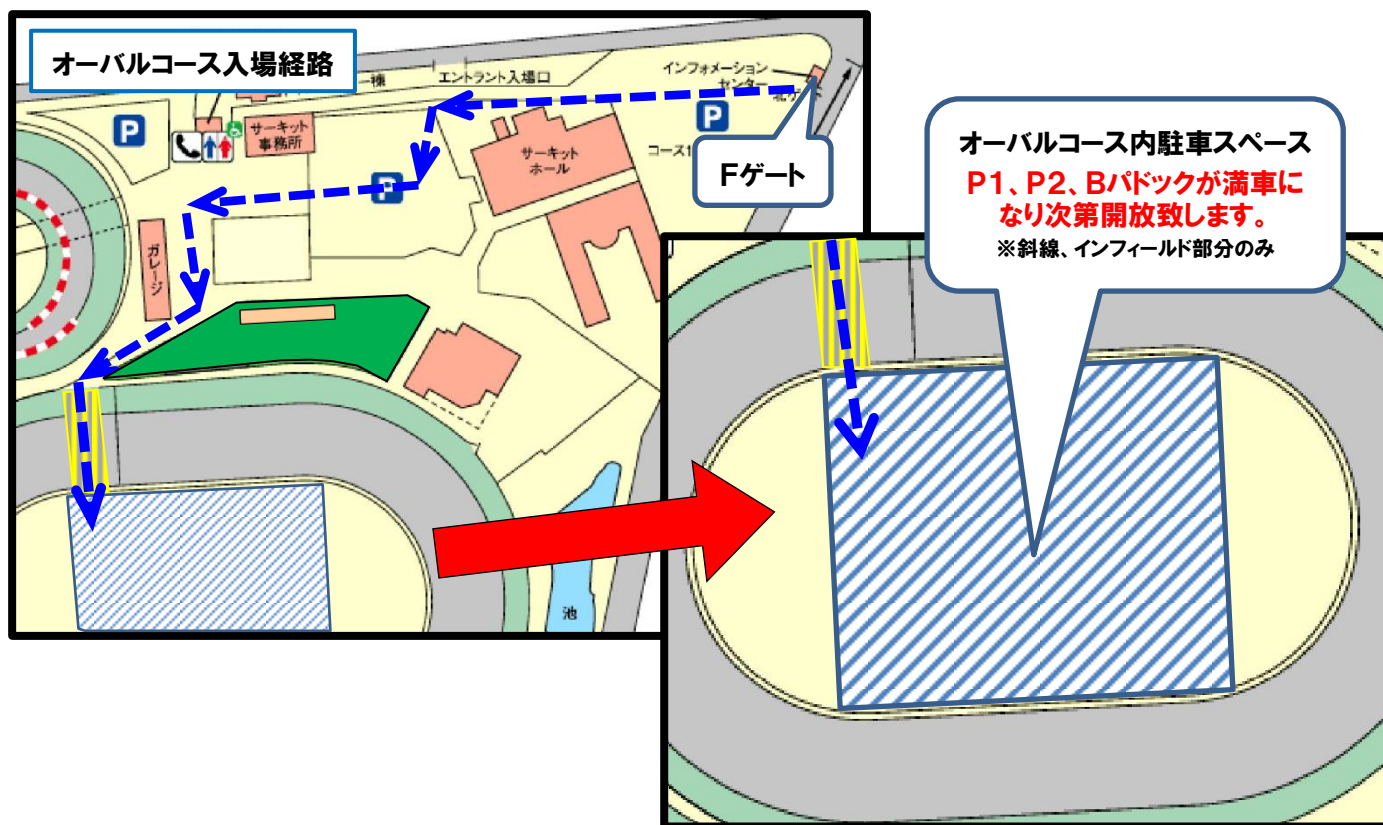 オーバルコース入場経路
棟
エントラント入場口
インフォメーション
センター
P
P
P
サーキット
事務所
サーキット
ホール
Fゲート
ガレージ
池
オーバルコース内駐車スペース
P1、P2、Bパドックが満車に
なり次第開放致します。
※斜線、インフィールド部分のみ